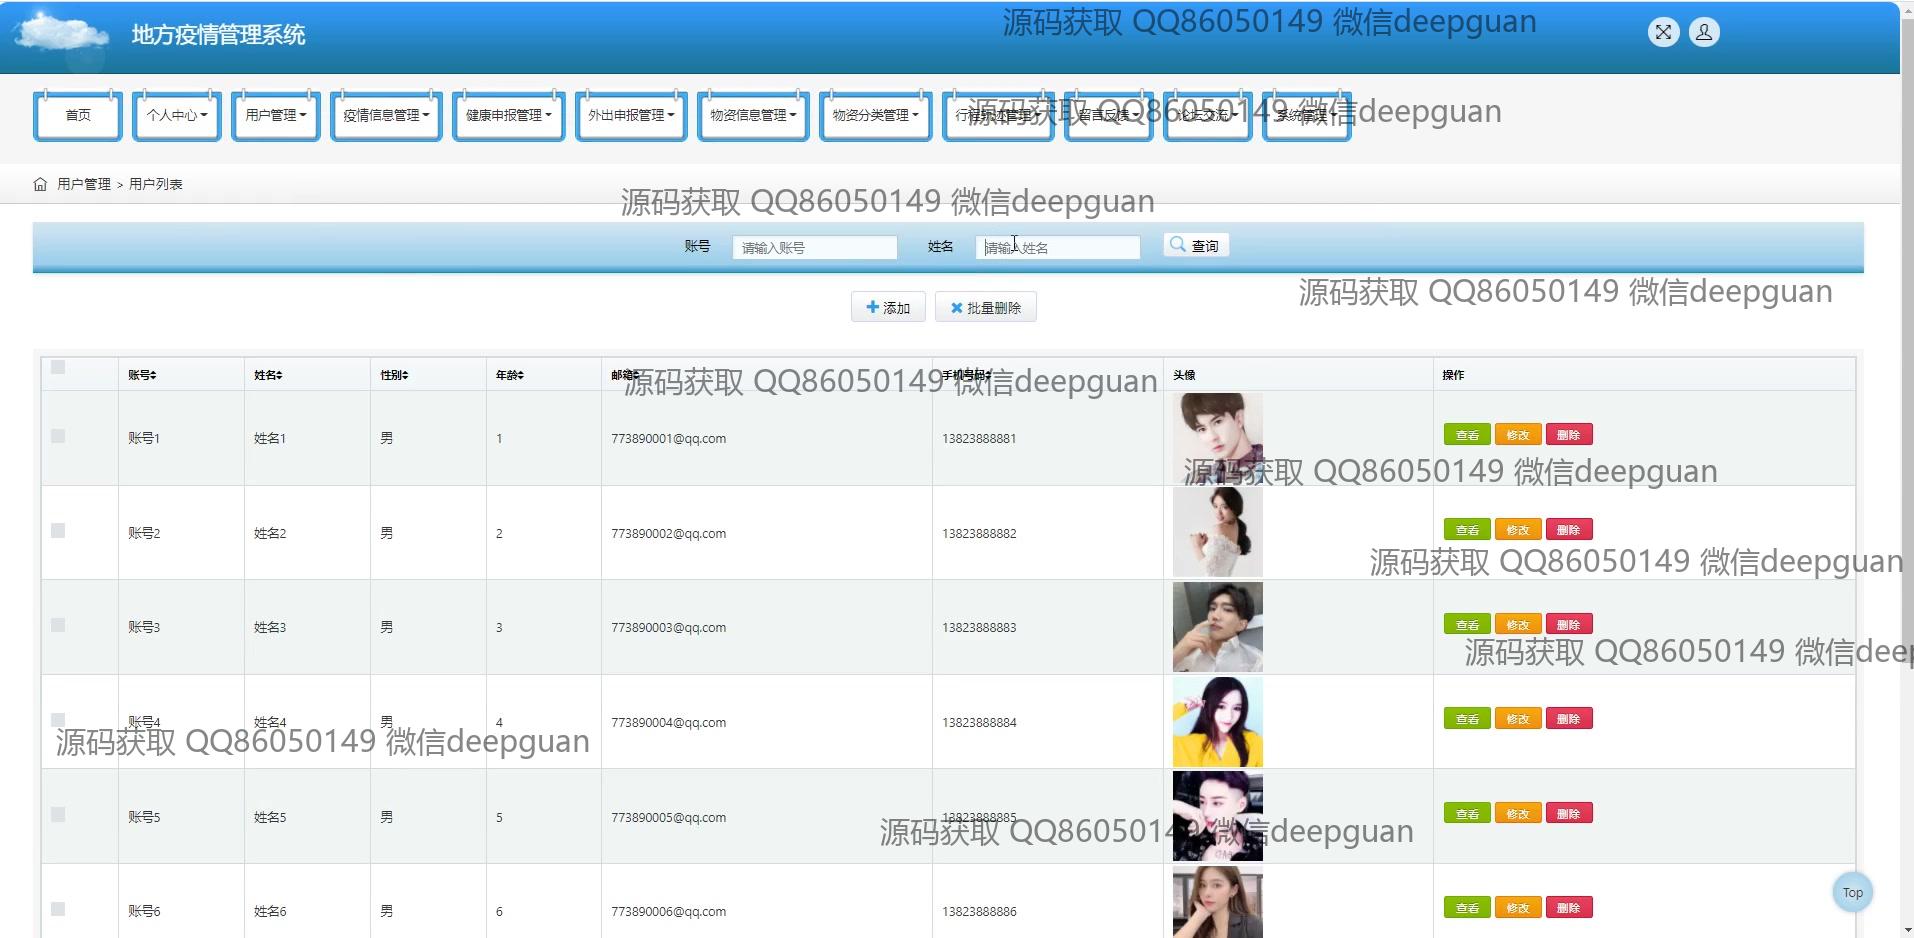 地方疫情管理系统
源码获取 QQ86050149 微信deepguan
首页 个人中心 用户管理 疫情信息管理 健康申报管理 外出申报管理 物资信息管理 物资分类管理 行程轨迹管理 留言反馈 论坛交流 系统管理
源码获取 QQ86050149 微信deepguan
用户管理 > 用户列表
源码获取 QQ86050149 微信deepguan
账号 请输入账号 姓名 请输入姓名 查询
源码获取 QQ86050149 微信deepguan
添加 批量删除
账号 姓名 性别 年龄 邮箱 手机号码 头像 操作
源码获取 QQ86050149 微信deepguan
账号1 姓名1 男 1 773890001@qq.com 13823888881 查看 修改 删除
源码获取 QQ86050149 微信deepguan
账号2 姓名2 男 2 773890002@qq.com 13823888882 查看 修改 删除
源码获取 QQ86050149 微信deepguan
账号3 姓名3 男 3 773890003@qq.com 13823888883 查看 修改 删除
源码获取 QQ86050149 微信deep
账号4 姓名4 男 4 773890004@qq.com 13823888884 查看 修改 删除
源码获取 QQ86050149 微信deepguan
账号5 姓名5 男 5 773890005@qq.com 13823888885 查看 修改 删除
源码获取 QQ86050149 微信deepguan
账号6 姓名6 男 6 773890006@qq.com 13823888886 查看 修改 删除
Top